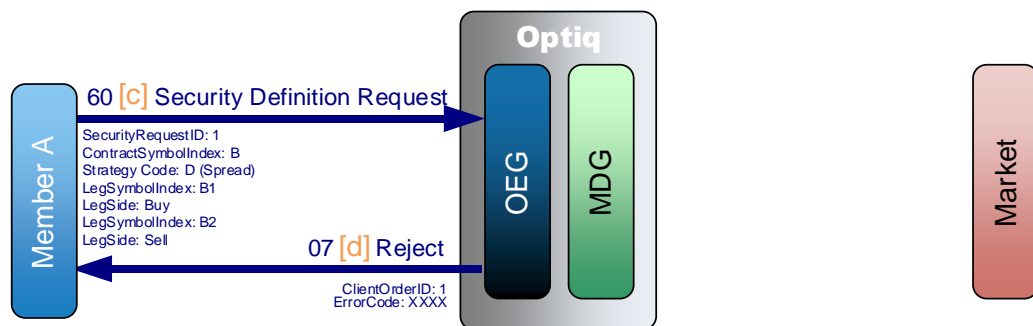 Optiq
60 [c] Security Definition Request
SecurityRequestID: 1
ContractSymbolIndex: B
Strategy Code: D (Spread)
LegSymbolIndex: B1
LegSide: Buy
LegSymbolIndex: B2
LegSide: Sell
07 [d] Reject
ClientOrderID: 1
ErrorCode: XXXX
Member A
OEG
MDG
Market